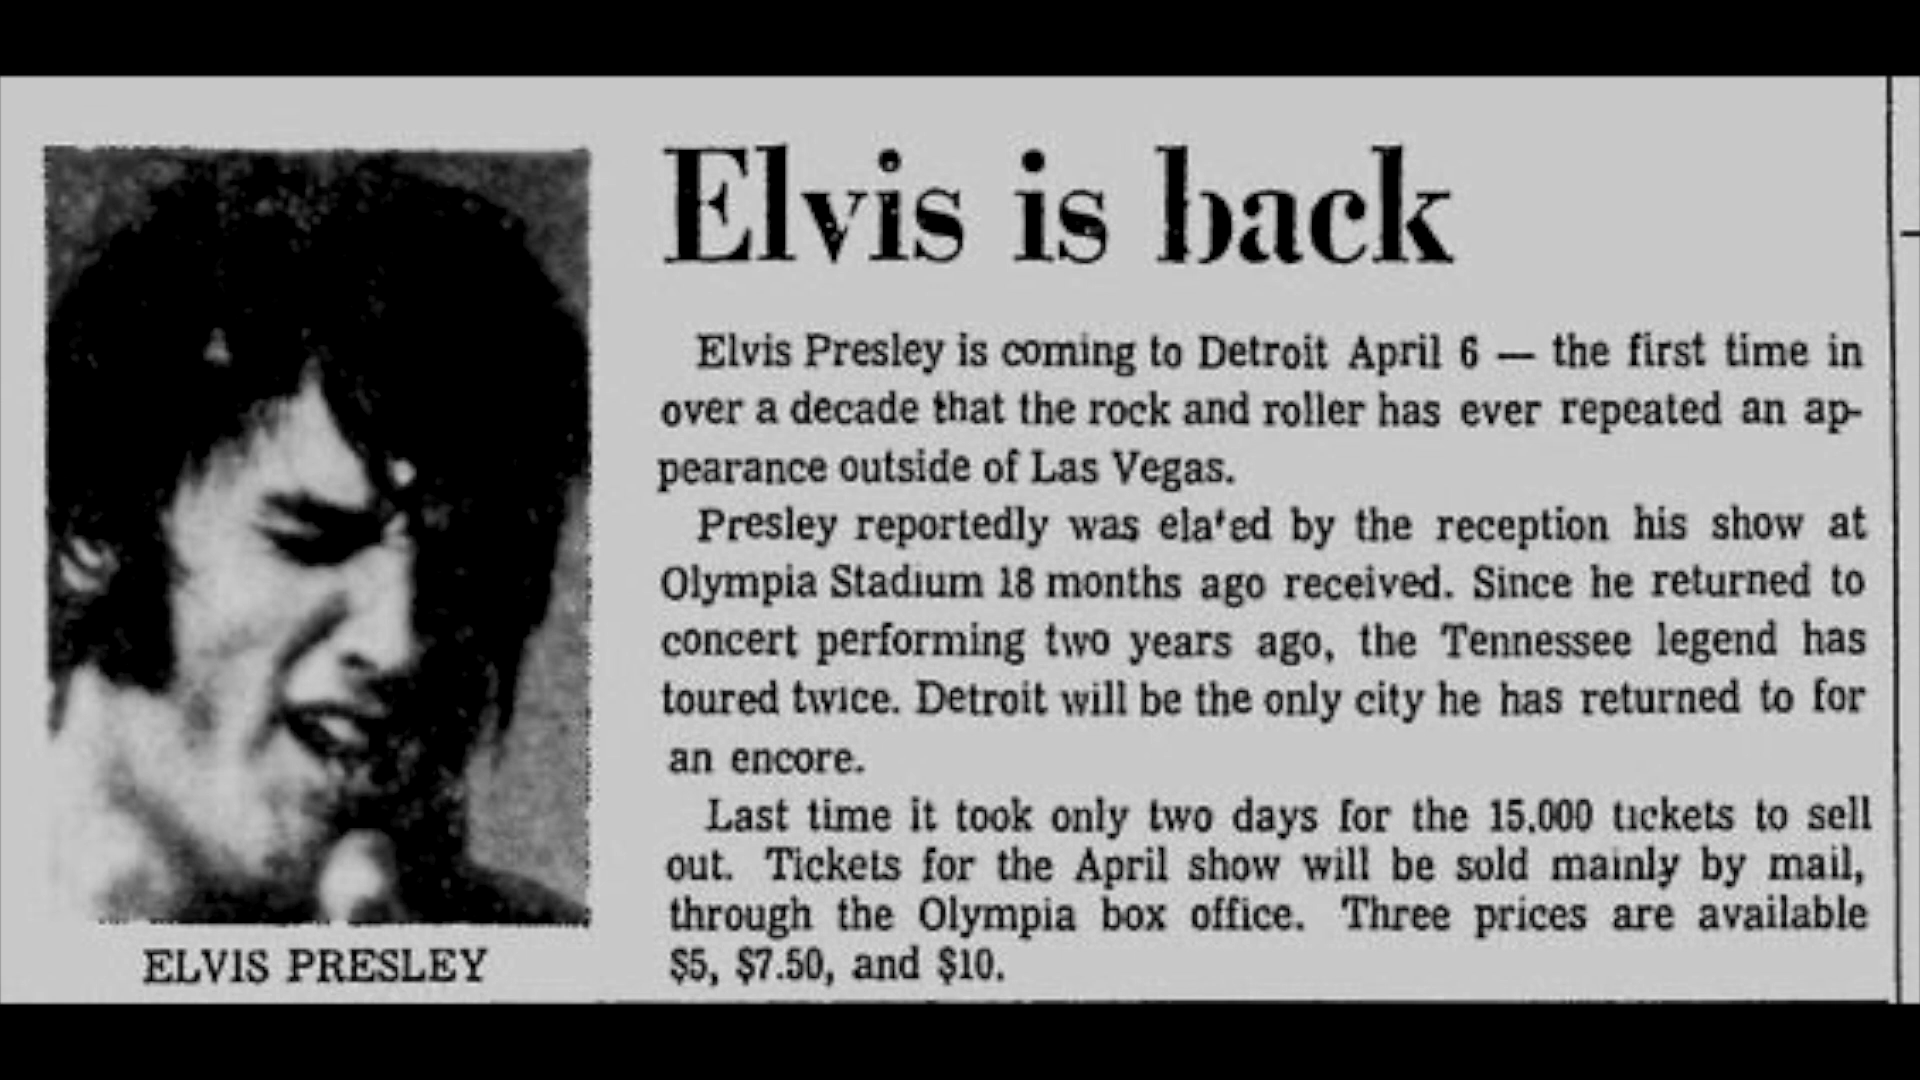 Elvis is back
Elvis Presley is coming to Detroit April 6 — the first time in
over a decade that the rock and roller has ever repeated an ap-
pearance outside of Las Vegas.
Presley reportedly was ela'ed by the reception his show at
Olympia Stadium 18 months ago received. Since he returned to
concert performing two years ago, the Tennessee legend has
toured twice. Detroit will be the only city he has returned to for
an encore.
Last time it took only two days for the 15,000 tickets to sell
out. Tickets for the April show will be sold mainly by mail,
through the Olympia box office. Three prices are available
$5, $7.50, and $10.
ELVIS PRESLEY